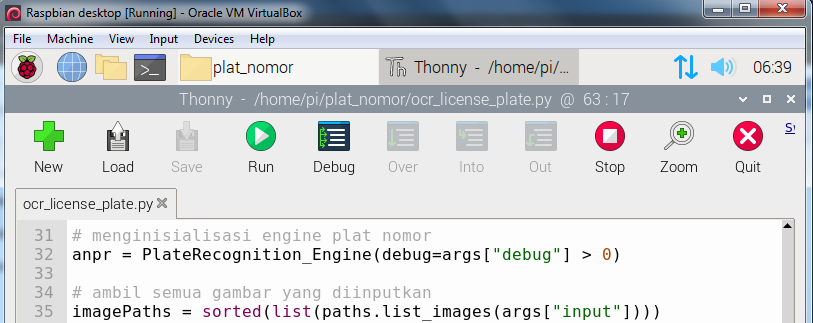 Raspbian desktop [Running] - Oracle VM VirtualBox
File Machine View Input Devices VirtualBox Help
plat_nomor
Th Thonny - /home/pi/...
06:39
Thonny - /home/pi/plat_nomor/ocr_license_plate.py @ 63 : 17
New Load Save Run Debug Over Into Out Stop Zoom Quit
ocr_license_plate.py
31 # menginisialisasi engine plat nomor
32 anpr = PlateRecognition_Engine(debug=args["debug"] > 0)
33
34 # ambil semua gambar yang diinputkan
35 imagePaths = sorted(list(paths.list_images(args["input"])))